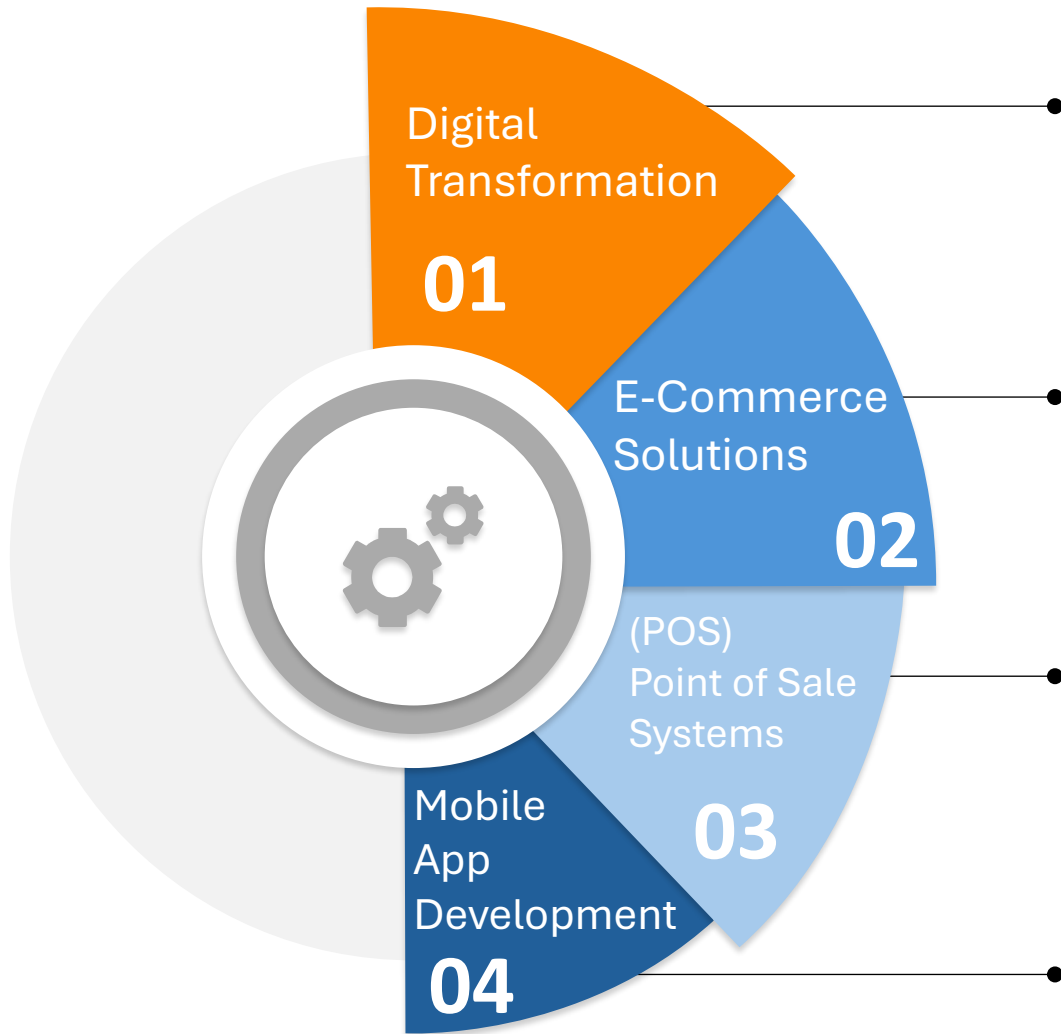 Digital
Transformation
01
E-Commerce
Solutions
02
(POS)
Point of Sale
Systems
03
Mobile
App
Development
04